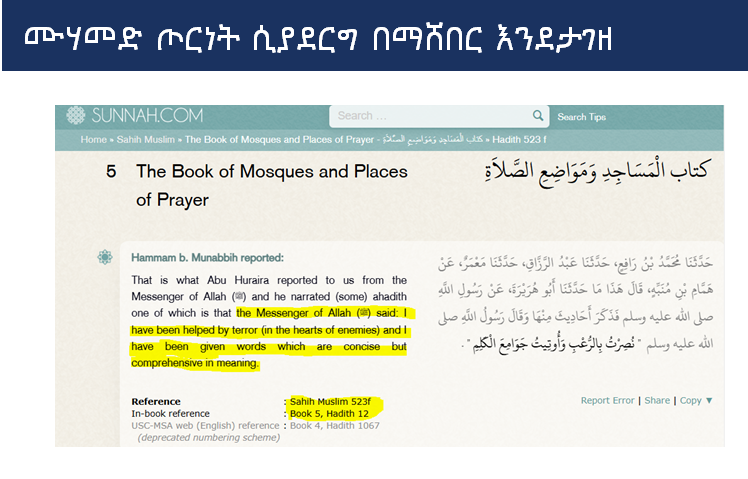 ሙሃመድ ጦርነት ሲያደርግ በማሸበር እንደታገዘ
SUNNAH.COM
Search ...
Search Tips
Home » Sahih Muslim » The Book of Mosques and Places of Prayer - كتاب الْمَسَاجِدِ وَمَوَاضِعِ الصَّلاَةِ » Hadith 523 f
5 The Book of Mosques and Places
of Prayer
كتاب الْمَسَاجِدِ وَمَوَاضِعِ الصَّلاَةِ
Hammam b. Munabbih reported:
That is what Abu Huraira reported to us from the
Messenger of Allah (ﷺ) and he narrated (some) ahadith
one of which is that the Messenger of Allah (ﷺ) said: I
have been helped by terror (in the hearts of enemies) and I
have been given words which are concise but
comprehensive in meaning.
حَدَّثَنَا مُحَمَّدُ بْنُ رَافِعٍ، حَدَّثَنَا عَبْدُ الرَّزَّاقِ، حَدَّثَنَا مَعْمَرٌ، عَنْ
هَمَّامِ بْنِ مُنَبِّهٍ، قَالَ هَذَا مَا حَدَّثَنَا أَبُو هُرَيْرَةَ، عَنْ رَسُولِ اللَّهِ
صلى الله عليه وسلم فَذَكَرَ أَحَادِيثَ مِنْهَا وَقَالَ رَسُولُ اللَّهِ صلى
الله عليه وسلم " نُصِرْتُ بِالرُّعْبِ وَأُوتِيتُ جَوَامِعَ الْكَلِمِ " .
Reference : Sahih Muslim 523f
In-book reference : Book 5, Hadith 12
USC-MSA web (English) reference : Book 4, Hadith 1067
(deprecated numbering scheme)
Report Error | Share | Copy ▼